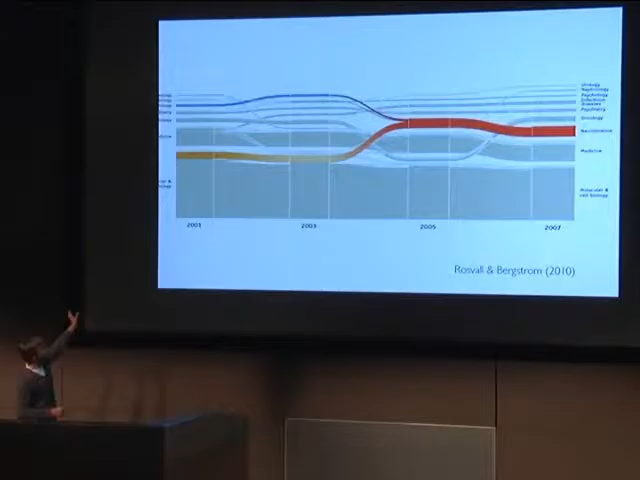 Urology
Nephrology
Psychology
Infectious
diseases
Psychiatry
Oncology
Neuroscience
Medicine
Molecular &
cell biology
2001
2003
2005
2007
Rosvall & Bergstrom (2010)